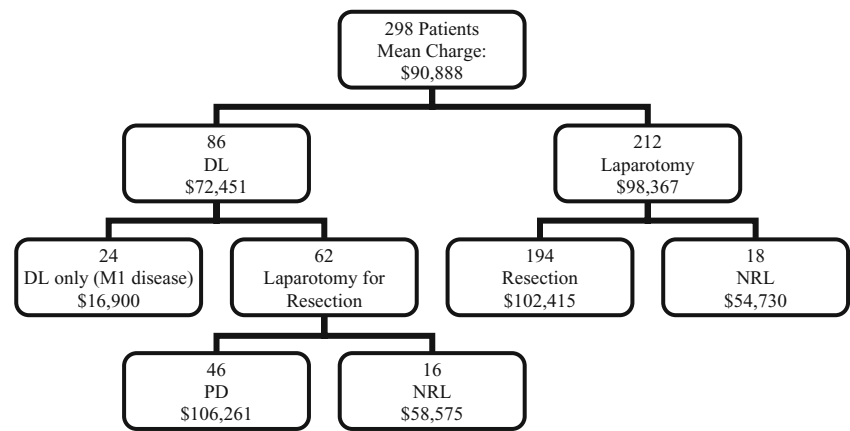 298 Patients
Mean Charge:
$90,888
86
DL
$72,451
212
Laparotomy
$98,367
24
DL only (M1 disease)
$16,900
62
Laparotomy for
Resection
194
Resection
$102,415
18
NRL
$54,730
46
PD
$106,261
16
NRL
$58,575